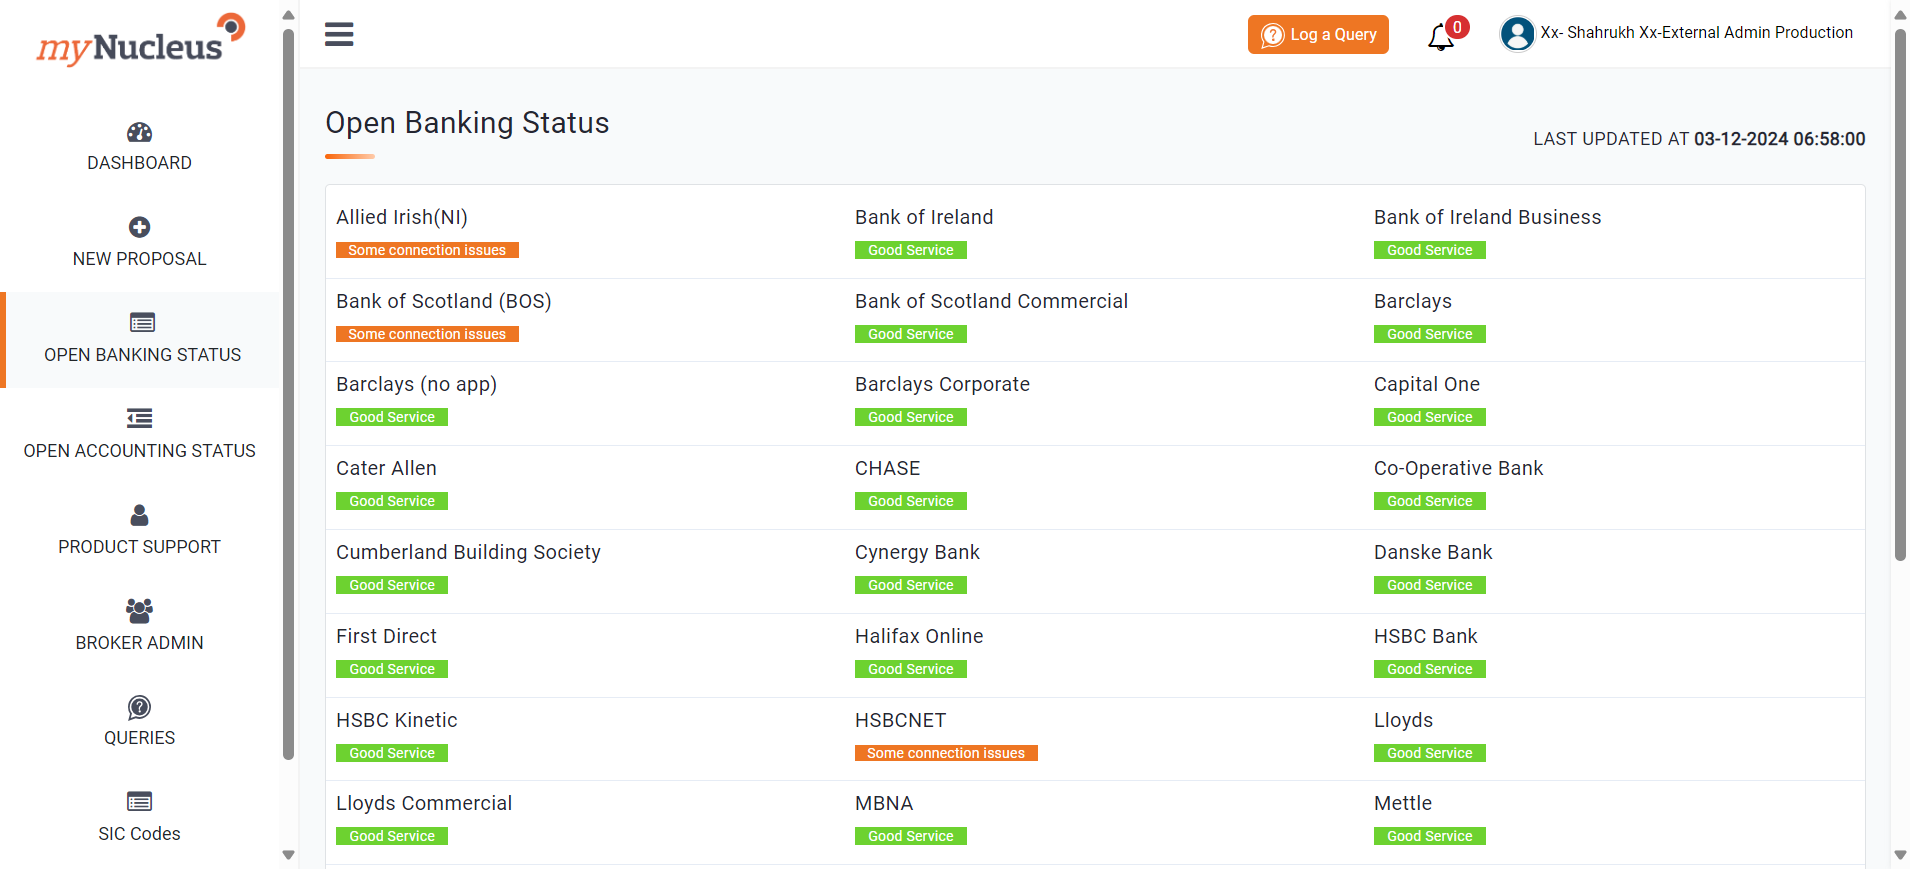 myNucleus
Log a Query
0
Xx- Shahrukh Xx-External Admin Production
DASHBOARD
NEW PROPOSAL
OPEN BANKING STATUS
OPEN ACCOUNTING STATUS
PRODUCT SUPPORT
BROKER ADMIN
QUERIES
SIC Codes
Open Banking Status
LAST UPDATED AT 03-12-2024 06:58:00
Allied Irish(NI)
Some connection issues
Bank of Ireland
Good Service
Bank of Ireland Business
Good Service
Bank of Scotland (BOS)
Some connection issues
Bank of Scotland Commercial
Good Service
Barclays
Good Service
Barclays (no app)
Good Service
Barclays Corporate
Good Service
Capital One
Good Service
Cater Allen
Good Service
CHASE
Good Service
Co-Operative Bank
Good Service
Cumberland Building Society
Good Service
Cynergy Bank
Good Service
Danske Bank
Good Service
First Direct
Good Service
Halifax Online
Good Service
HSBC Bank
Good Service
HSBC Kinetic
Good Service
HSBCNET
Some connection issues
Lloyds
Good Service
Lloyds Commercial
Good Service
MBNA
Good Service
Mettle
Good Service